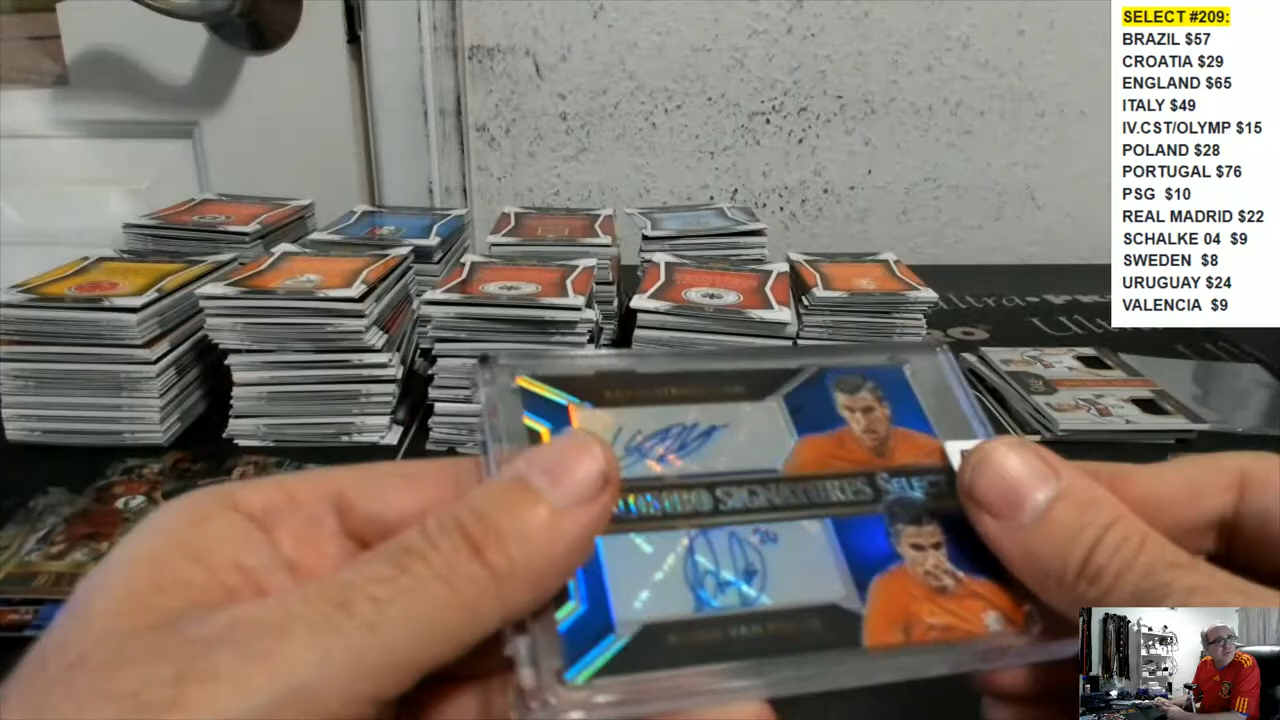 SELECT #209:
BRAZIL $57
CROATIA $29
ENGLAND $65
ITALY $49
IV.CST/OLYMP $15
POLAND $28
PORTUGAL $76
PSG $10
REAL MADRID $22
SCHALKE 04 $9
SWEDEN $8
URUGUAY $24
VALENCIA $9
SIGNATURES SELECT
VAN